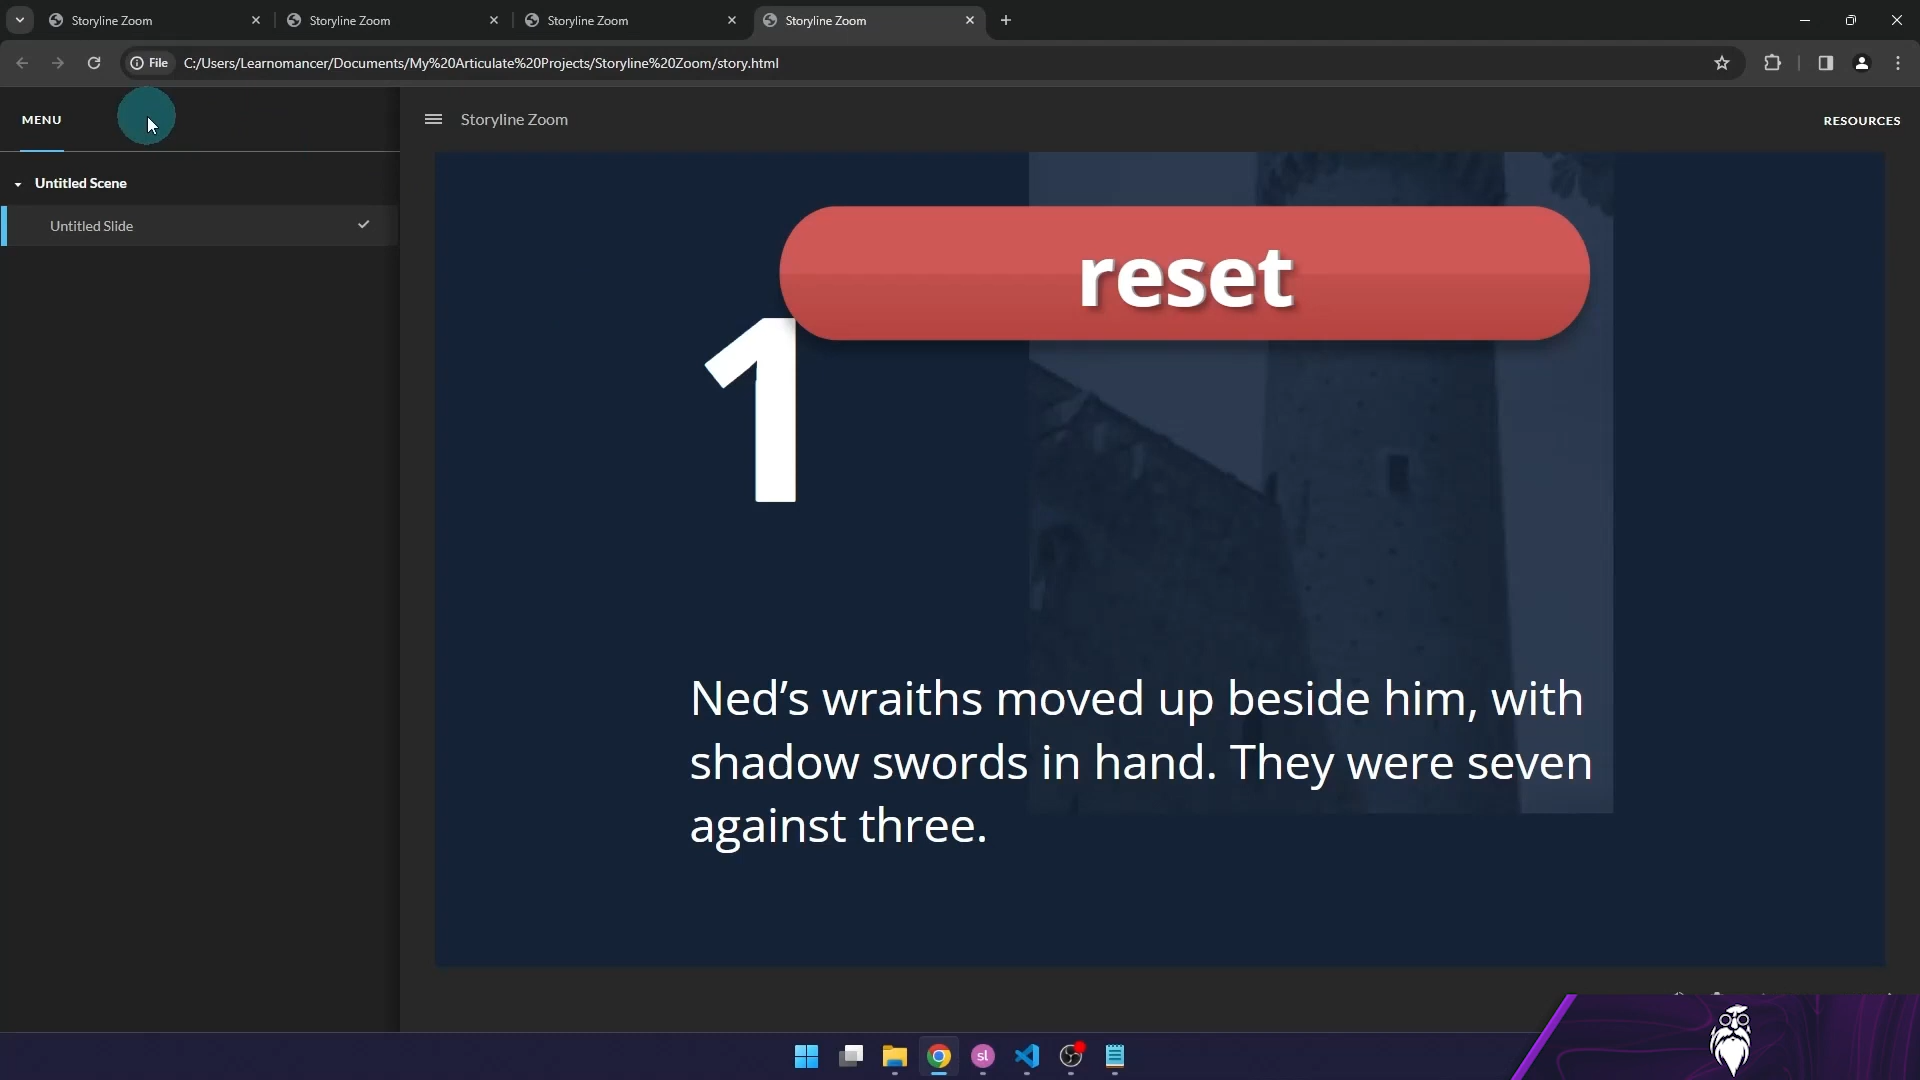 Storyline Zoom
Storyline Zoom
Storyline Zoom
Storyline Zoom
File
C:/Users/Learnomancer/Documents/My%20Articulate%20Projects/Storyline%20Zoom/story.html
MENU
Storyline Zoom
RESOURCES
Untitled Scene
Untitled Slide
reset
1
Ned’s wraiths moved up beside him, with
shadow swords in hand. They were seven
against three.
sl